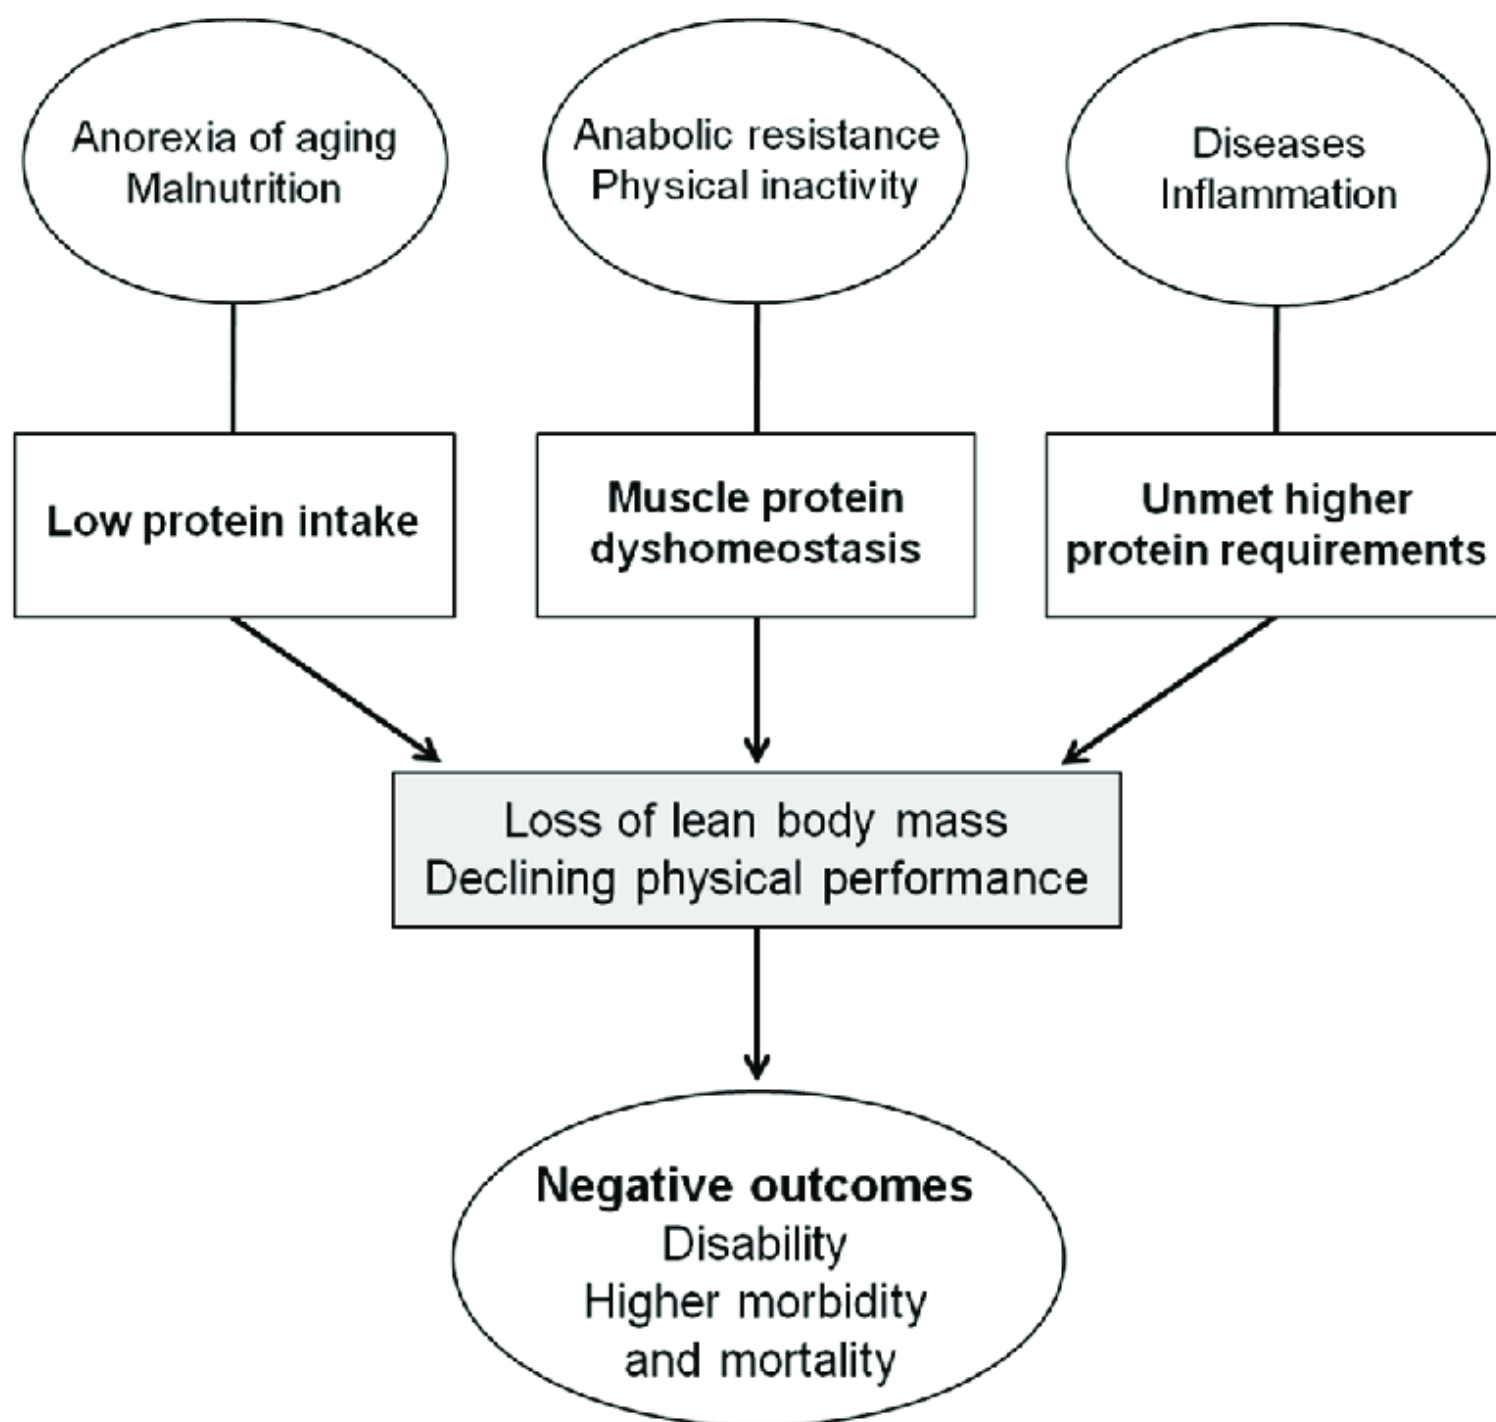 Anorexia of aging
Malnutrition
Anabolic resistance
Physical inactivity
Diseases
Inflammation
Low protein intake
Muscle protein
dyshomeostasis
Unmet higher
protein requirements
Loss of lean body mass
Declining physical performance
Negative outcomes
Disability
Higher morbidity
and mortality